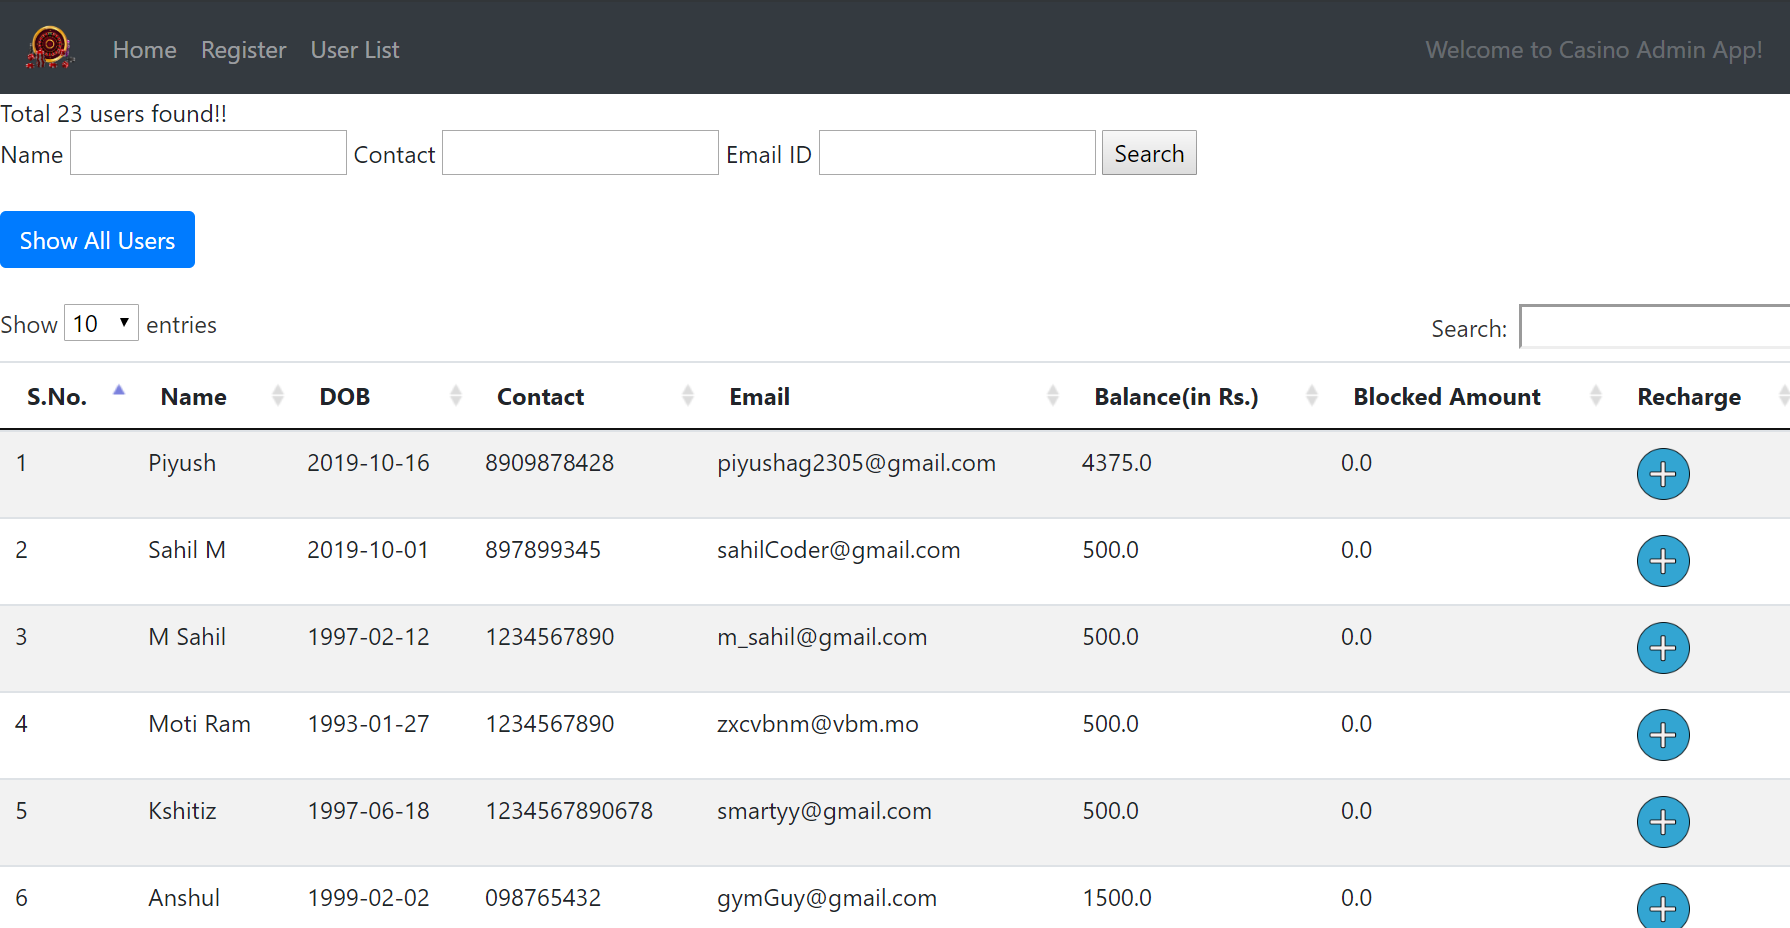 Home Register User List Welcome to Casino Admin App!
Total 23 users found!!
Name Contact Email ID Search
Show All Users
Show 10 entries Search:
S.No. Name DOB Contact Email Balance(in Rs.) Blocked Amount Recharge
1 Piyush 2019-10-16 8909878428 piyushag2305@gmail.com 4375.0 0.0
2 Sahil M 2019-10-01 897899345 sahilCoder@gmail.com 500.0 0.0
3 M Sahil 1997-02-12 1234567890 m_sahil@gmail.com 500.0 0.0
4 Moti Ram 1993-01-27 1234567890 zxcvbnm@vbm.mo 500.0 0.0
5 Kshitiz 1997-06-18 1234567890678 smartyy@gmail.com 500.0 0.0
6 Anshul 1999-02-02 098765432 gymGuy@gmail.com 1500.0 0.0